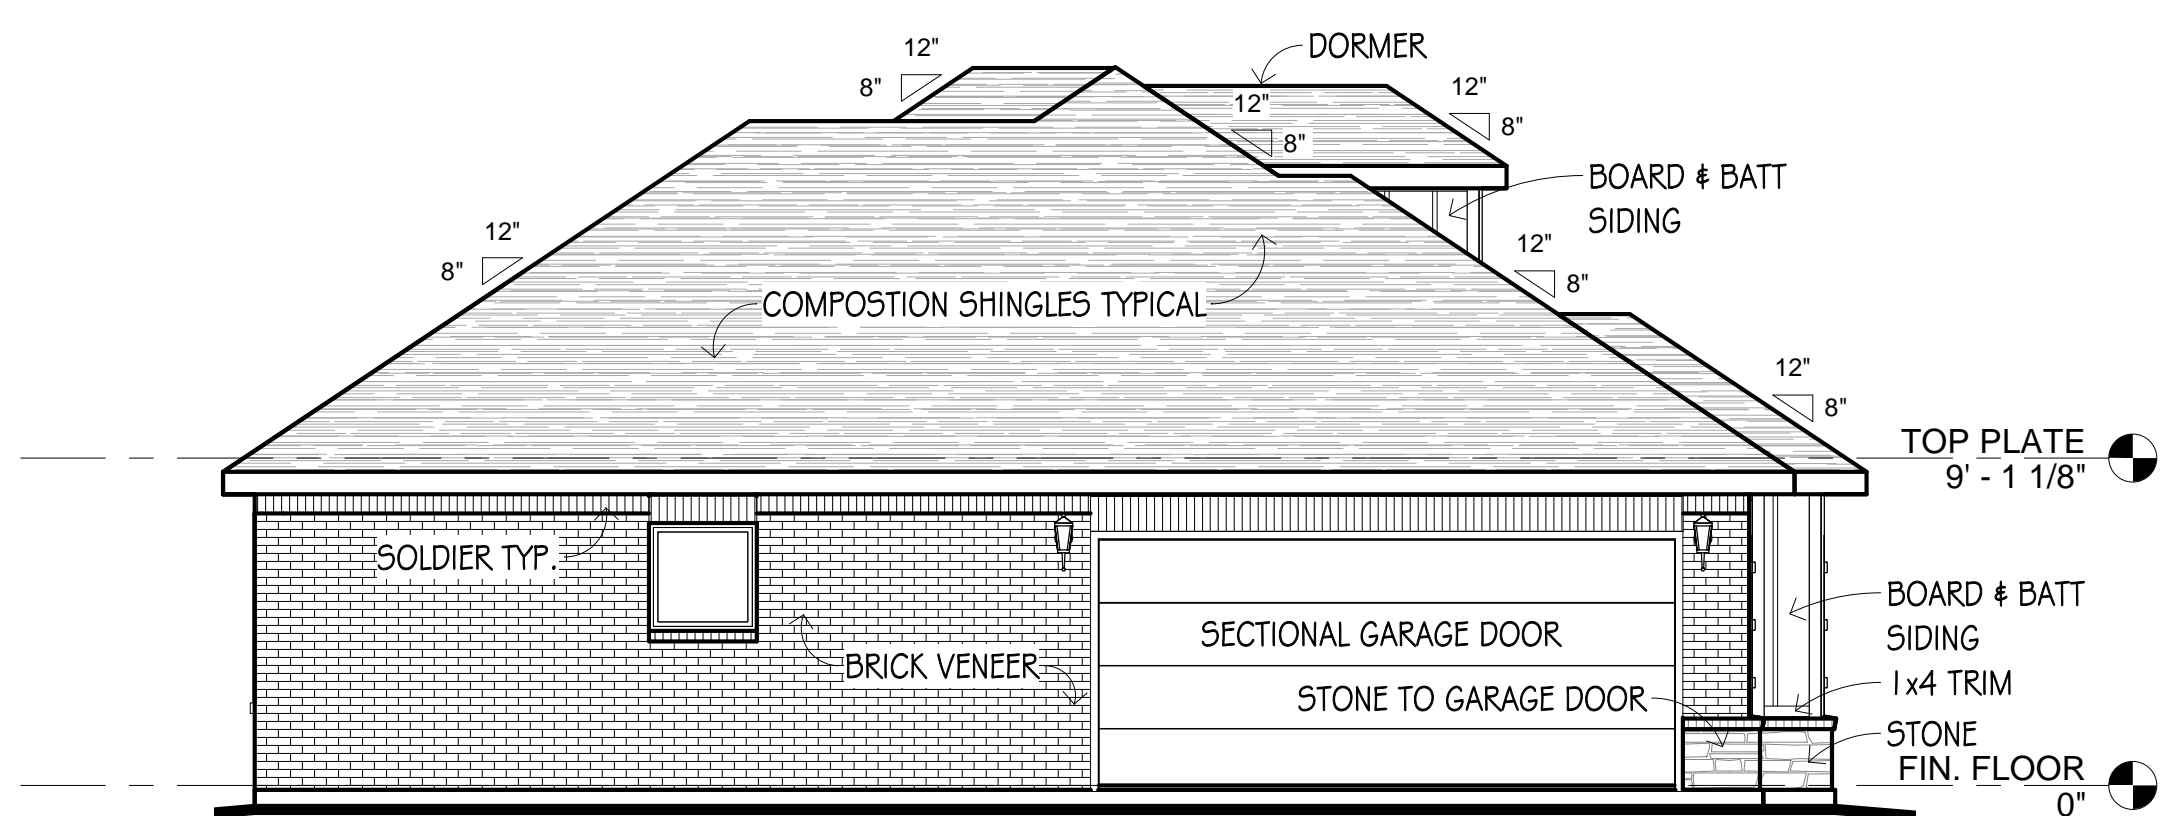 12"
8"
DORMER
12"
8"
12"
8"
BOARD & BATT
SIDING
12"
8"
12"
8"
COMPOSTION SHINGLES TYPICAL
12"
8"
TOP PLATE
9' - 1 1/8"
SOLDIER TYP.
BRICK VENEER
SECTIONAL GARAGE DOOR
STONE TO GARAGE DOOR
BOARD & BATT
SIDING
1x4 TRIM
STONE
FIN. FLOOR
0"